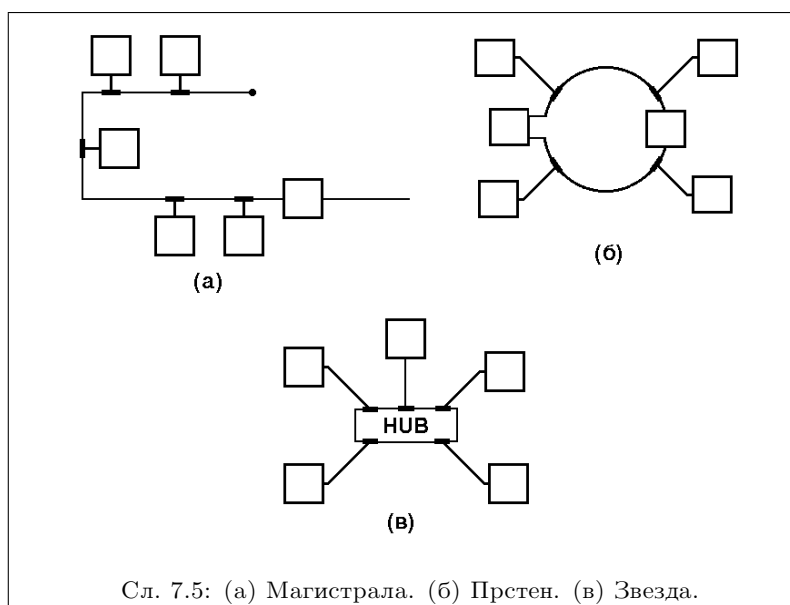 (а)
(б)
HUB
(в)
Сл. 7.5: (а) Магистрала. (б) Прстен. (в) Звезда.